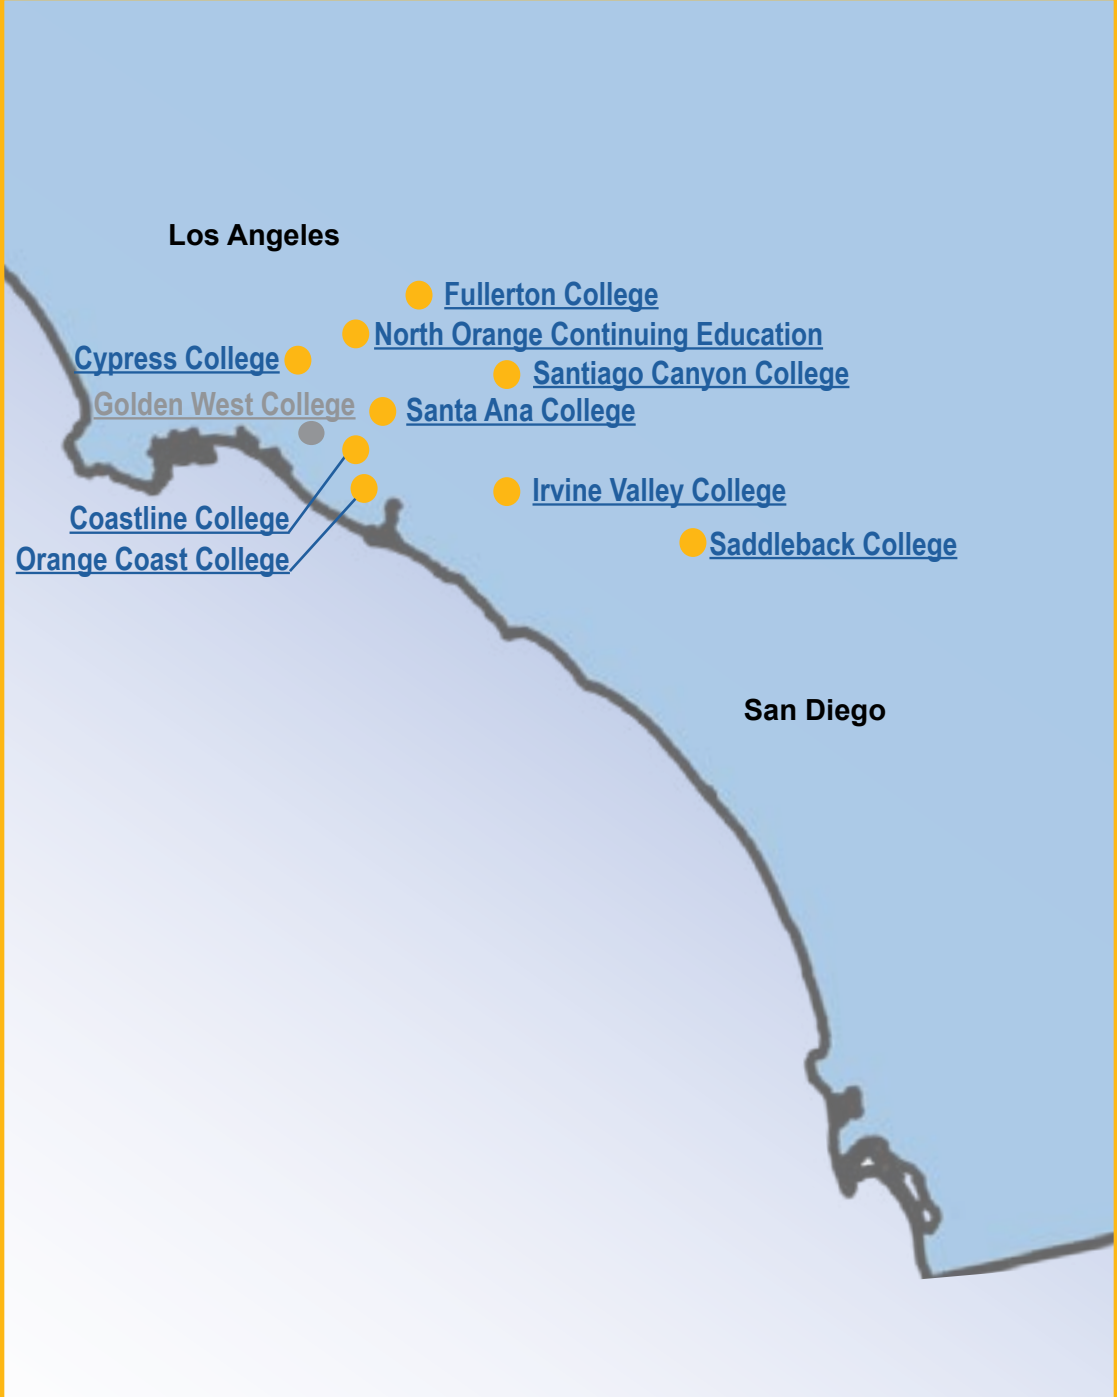 Los Angeles
Fullerton College
North Orange Continuing Education
Cypress College
Santiago Canyon College
Golden West College
Santa Ana College
Irvine Valley College
Coastline College
Saddleback College
Orange Coast College
San Diego